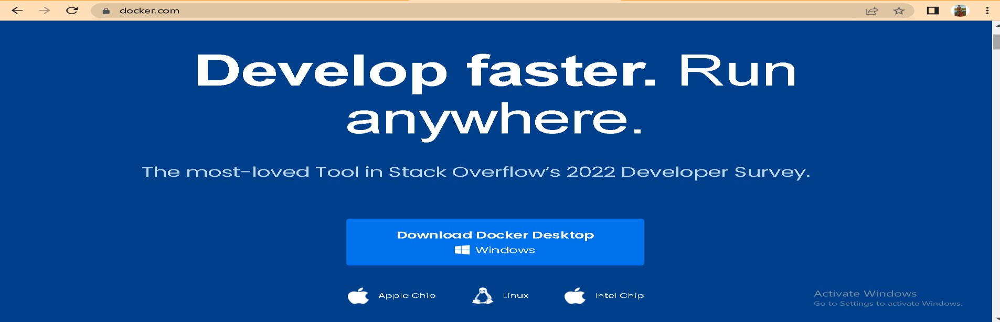 docker.com
Develop faster. Run
anywhere.
The most-loved Tool in Stack Overflow's 2022 Developer Survey.
Download Docker Desktop
Windows
Apple Chip
Linux
Intel Chip
Activate Windows
Go to Settings to activate Windows.